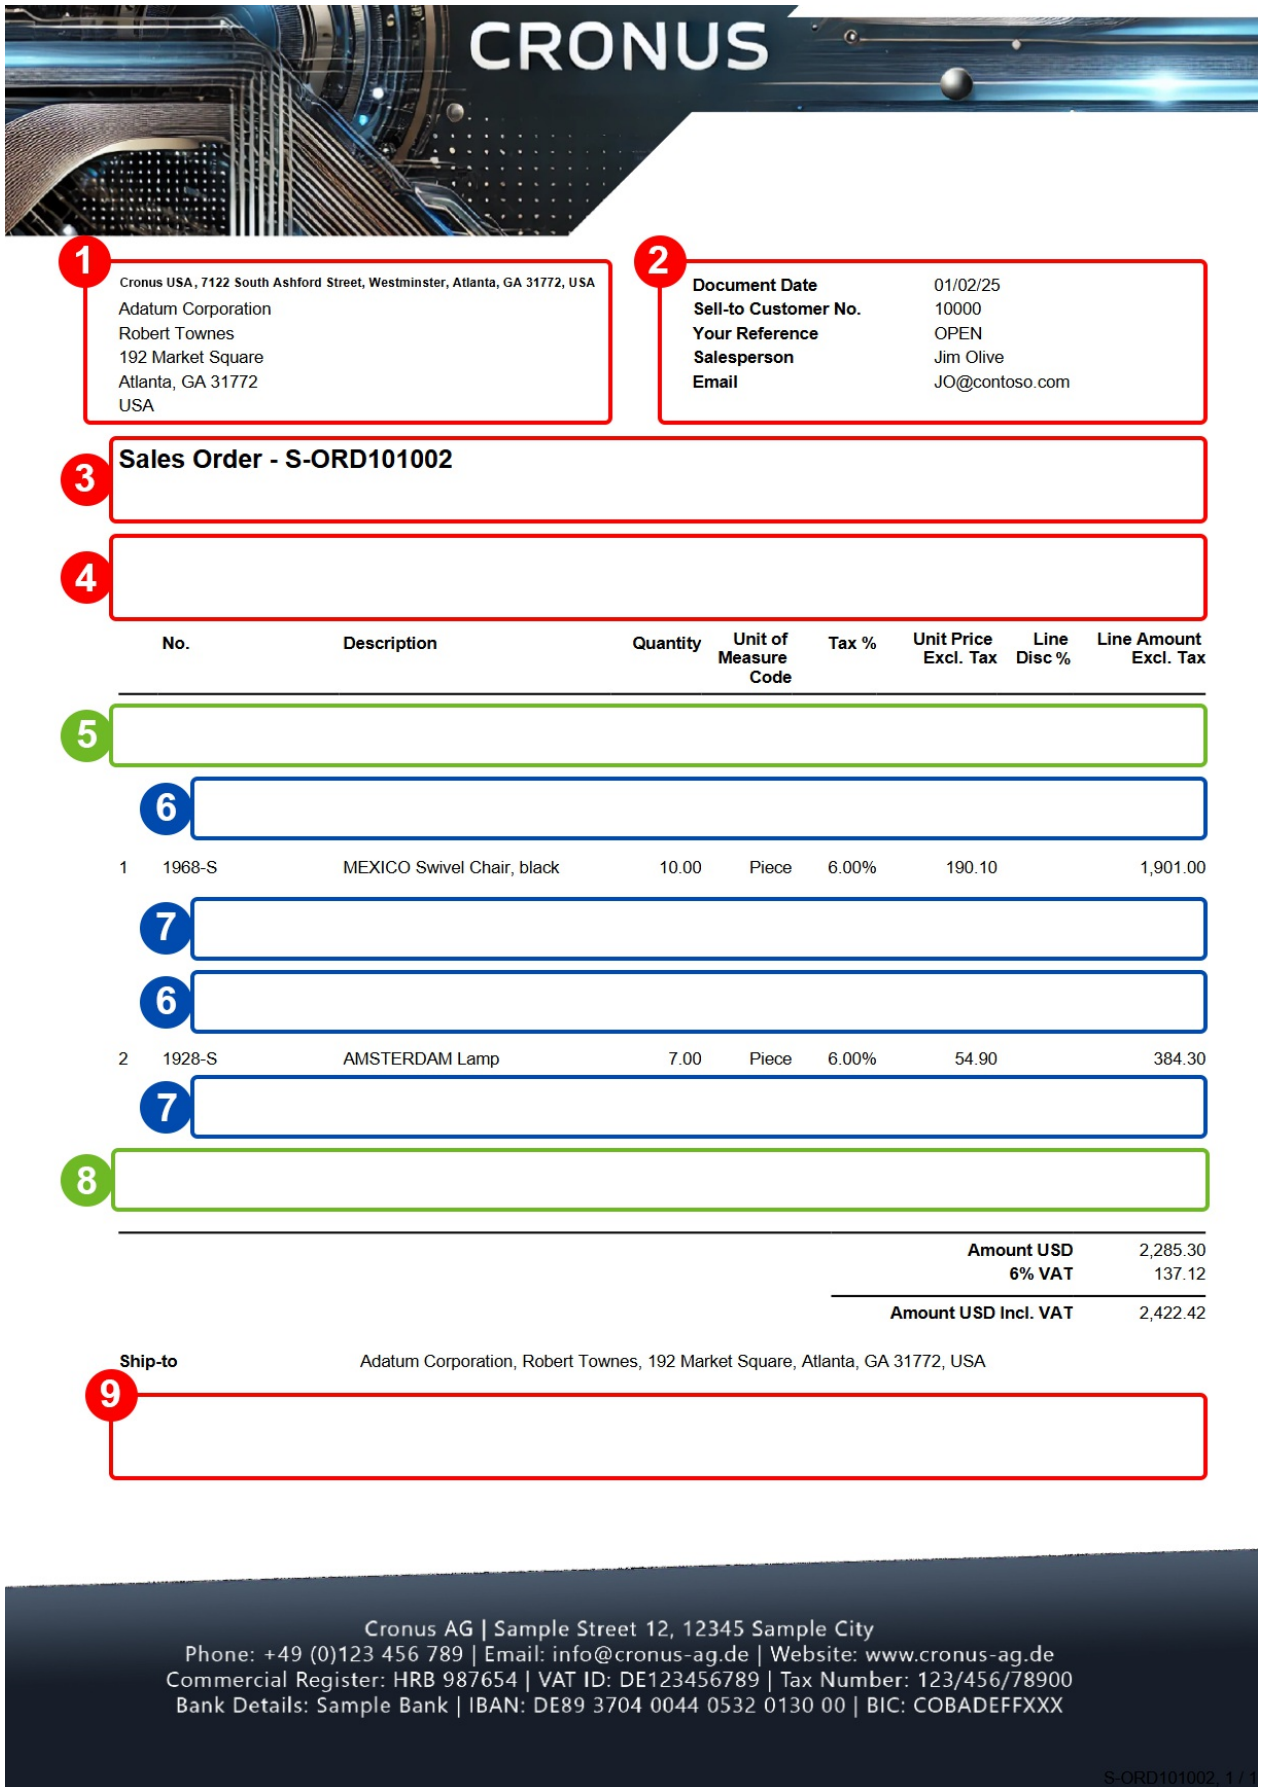 CRONUS
1
Cronus USA, 7122 South Ashford Street, Westminster, Atlanta, GA 31772, USA
Adatum Corporation
Robert Townes
192 Market Square
Atlanta, GA 31772
USA
2
Document Date 01/02/25
Sell-to Customer No. 10000
Your Reference OPEN
Salesperson Jim Olive
Email JO@contoso.com
3
Sales Order - S-ORD101002
4
No. Description Quantity Unit of Measure Code Tax % Unit Price Excl. Tax Line Disc % Line Amount Excl. Tax
5
6
1 1968-S MEXICO Swivel Chair, black 10.00 Piece 6.00% 190.10 1,901.00
7
6
2 1928-S AMSTERDAM Lamp 7.00 Piece 6.00% 54.90 384.30
7
8
Amount USD 2,285.30
6% VAT 137.12
Amount USD Incl. VAT 2,422.42
Ship-to Adatum Corporation, Robert Townes, 192 Market Square, Atlanta, GA 31772, USA
9
Cronus AG | Sample Street 12, 12345 Sample City
Phone: +49 (0)123 456 789 | Email: info@cronus-ag.de | Website: www.cronus-ag.de
Commercial Register: HRB 987654 | VAT ID: DE123456789 | Tax Number: 123/456/78900
Bank Details: Sample Bank | IBAN: DE89 3704 0044 0532 0130 00 | BIC: COBADEFFXXX
S-ORD101002, 1 / 1